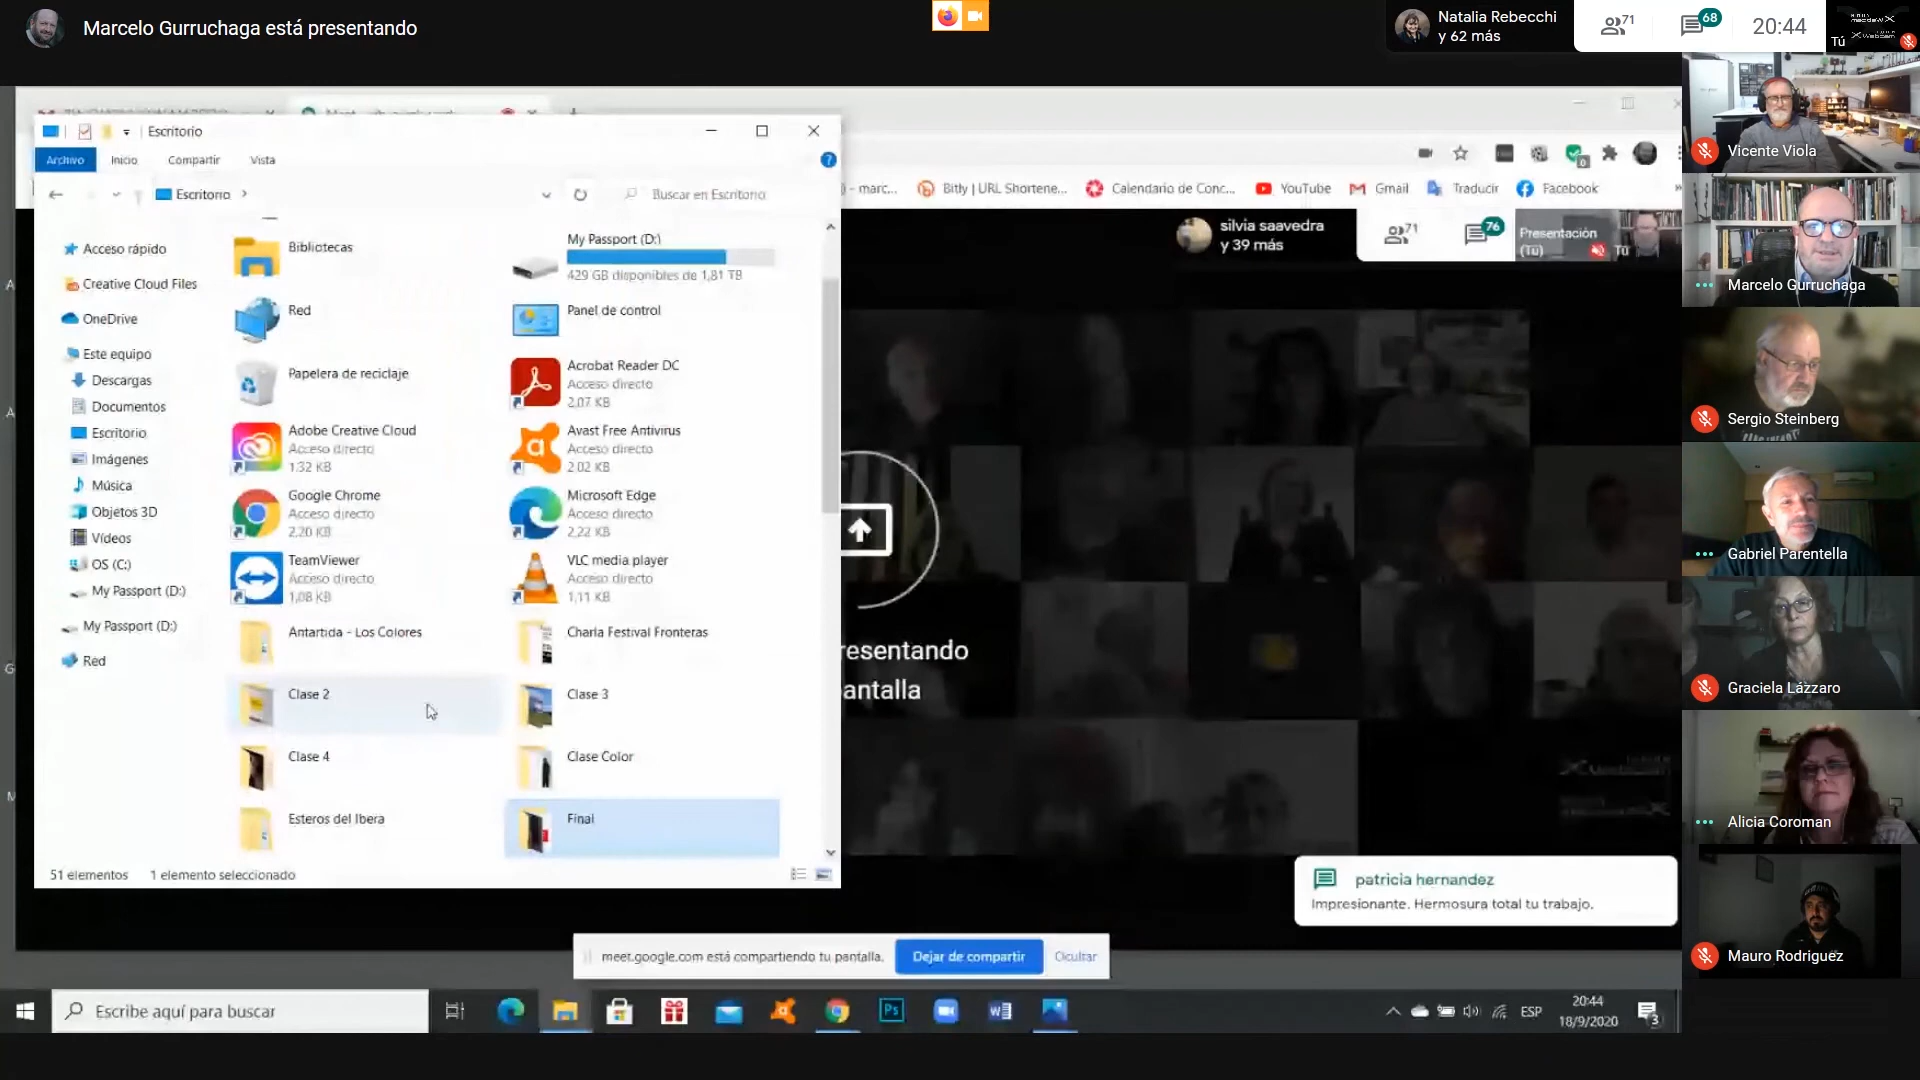 Marcelo Gurruchaga está presentando
Natalia Rebecchi
y 62 más
71
68
20:44
Tú
Escritorio
Archivo
Inicio
Compartir
Vista
Escritorio
Buscar en Escritorio
- marc...
Bitly | URL Shortene...
Calendario de Conc...
YouTube
Gmail
Traducir
Facebook
silvia saavedra
y 39 más
71
76
Presentación
(Tú)
Tú
Acceso rápido
Creative Cloud Files
OneDrive
Este equipo
Descargas
Documentos
Escritorio
Imágenes
Música
Objetos 3D
Vídeos
OS (C:)
My Passport (D:)
My Passport (D:)
Red
Bibliotecas
My Passport (D:)
429 GB disponibles de 1,81 TB
Red
Panel de control
Papelera de reciclaje
Acrobat Reader DC
Acceso directo
2,07 KB
Adobe Creative Cloud
Acceso directo
1,32 KB
Avast Free Antivirus
Acceso directo
2,02 KB
Google Chrome
Acceso directo
2,20 KB
Microsoft Edge
Acceso directo
2,22 KB
TeamViewer
Acceso directo
1,08 KB
VLC media player
Acceso directo
1,11 KB
Antartida - Los Colores
Charla Festival Fronteras
Clase 2
Clase 3
Clase 4
Clase Color
Esteros del Ibera
Final
51 elementos
1 elemento seleccionado
resentando
antalla
patricia hernandez
Impresionante. Hermosura total tu trabajo.
meet.google.com está compartiendo tu pantalla.
Dejar de compartir
Ocultar
Escribe aquí para buscar
Ps
ESP
20:44
18/9/2020
3
Vicente Viola
Marcelo Gurruchaga
Sergio Steinberg
Gabriel Parentella
Graciela Lázzaro
Alicia Coroman
Mauro Rodriguez